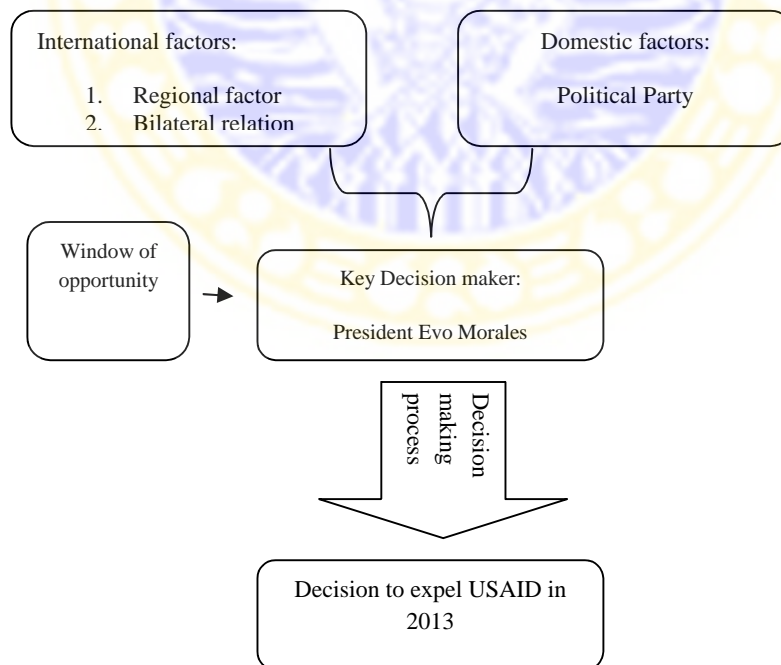 International factors:
1. Regional factor
2. Bilateral relation
Domestic factors:
Political Party
Window of
opportunity
Key Decision maker:
President Evo Morales
Decision
making
process
Decision to expel USAID in
2013